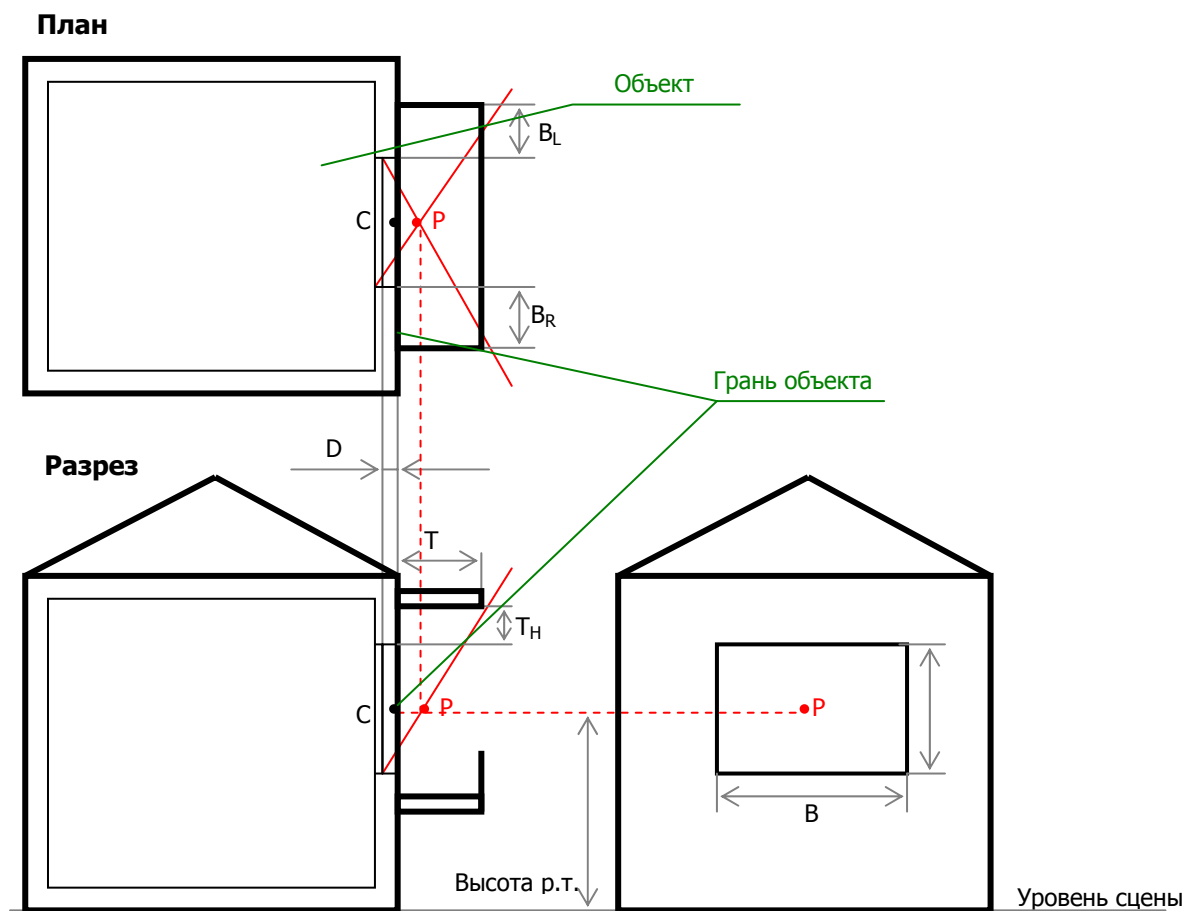 План
Объект
BL
C
P
BR
Грань объекта
D
Разрез
T
TH
C
P
P
B
Высота р.т.
Уровень сцены